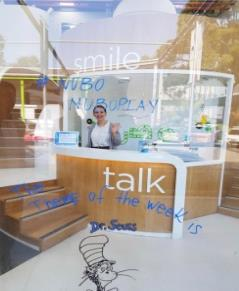 smile
# NUBO
NUBOPLAY
talk
Theme of the week is
Dr. Seuss